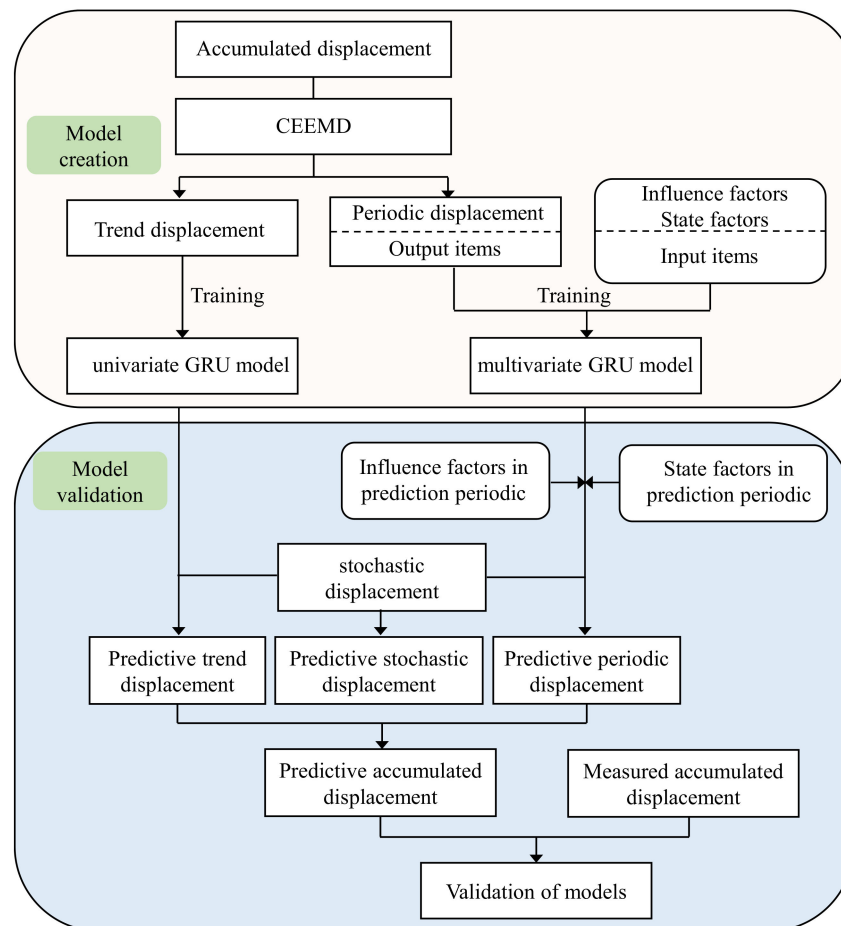 Accumulated displacement
CEEMD
Model
creation
Trend displacement
Periodic displacement
Output items
Influence factors
State factors
Input items
Training
Training
univariate GRU model
multivariate GRU model
Model
validation
Influence factors in
prediction periodic
State factors in
prediction periodic
stochastic
displacement
Predictive trend
displacement
Predictive stochastic
displacement
Predictive periodic
displacement
Predictive accumulated
displacement
Measured accumulated
displacement
Validation of models